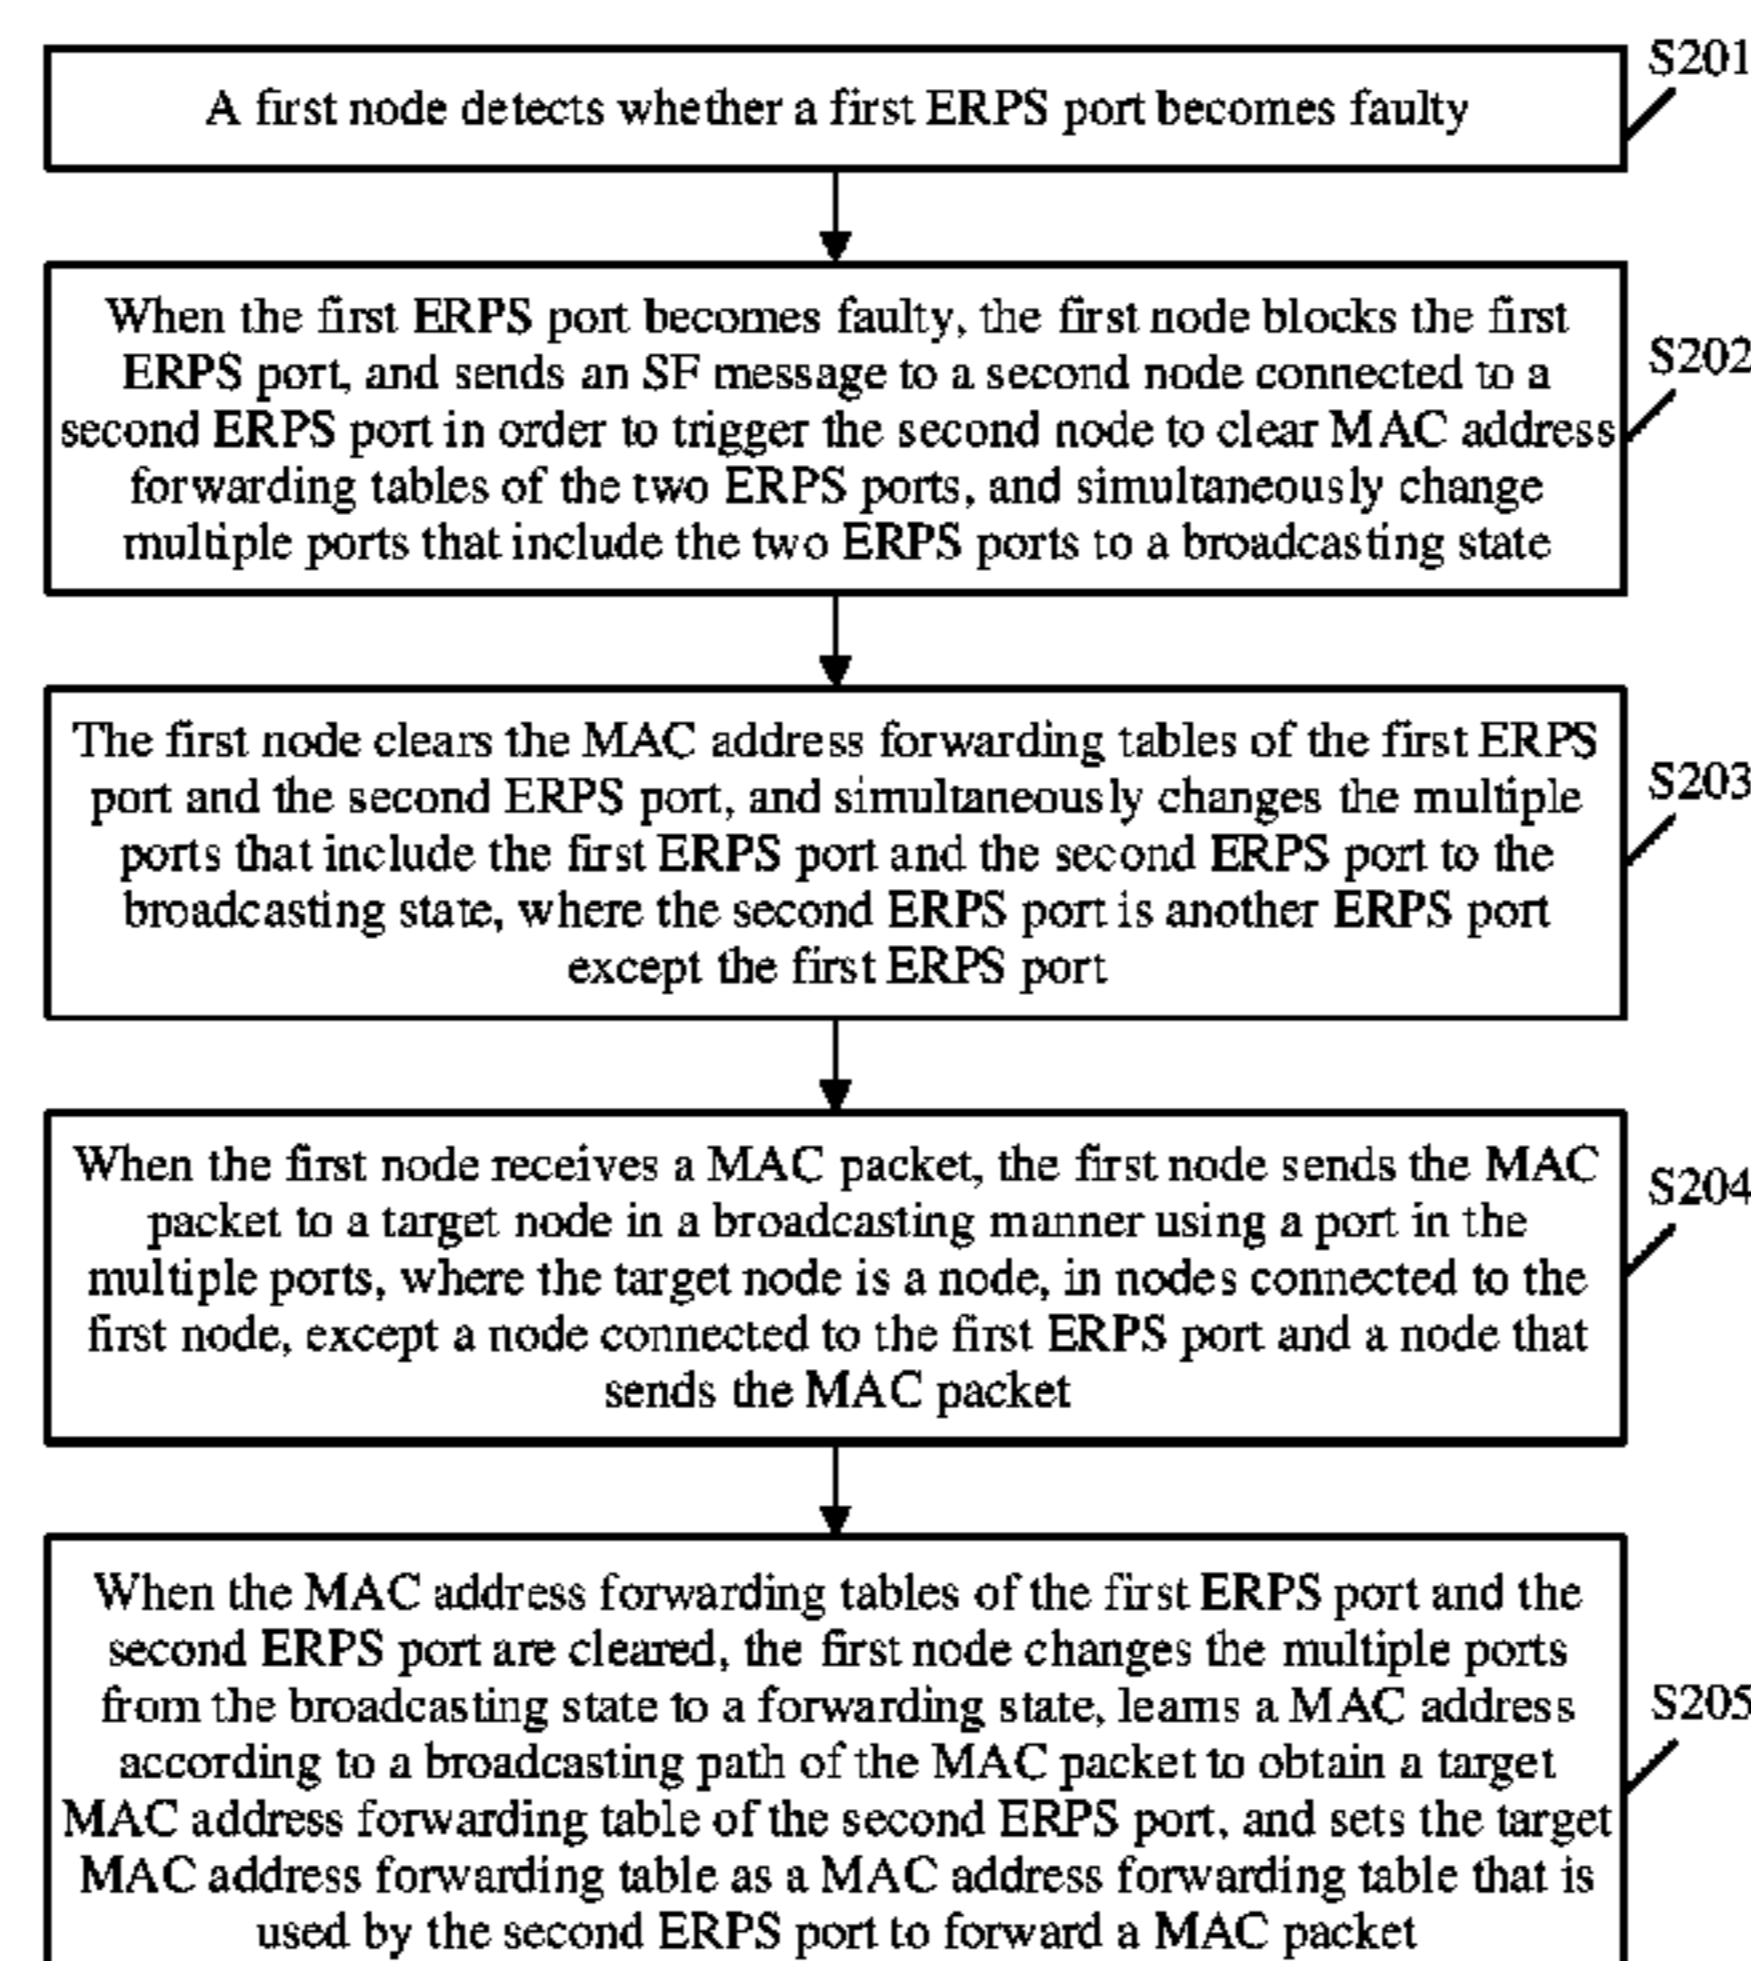 S201
A first node detects whether a first ERPS port becomes faulty
When the first ERPS port becomes faulty, the first node blocks the first
ERPS port, and sends an SF message to a second node connected to a
second ERPS port in order to trigger the second node to clear MAC address
forwarding tables of the two ERPS ports, and simultaneously change
multiple ports that include the two ERPS ports to a broadcasting state
S202
The first node clears the MAC address forwarding tables of the first ERPS
port and the second ERPS port, and simultaneously changes the multiple
ports that include the first ERPS port and the second ERPS port to the
broadcasting state, where the second ERPS port is another ERPS port
except the first ERPS port
S203
When the first node receives a MAC packet, the first node sends the MAC
packet to a target node in a broadcasting manner using a port in the
multiple ports, where the target node is a node, in nodes connected to the
first node, except a node connected to the first ERPS port and a node that
sends the MAC packet
S204
When the MAC address forwarding tables of the first ERPS port and the
second ERPS port are cleared, the first node changes the multiple ports
from the broadcasting state to a forwarding state, learns a MAC address
according to a broadcasting path of the MAC packet to obtain a target
MAC address forwarding table of the second ERPS port, and sets the target
MAC address forwarding table as a MAC address forwarding table that is
used by the second ERPS port to forward a MAC packet
S205